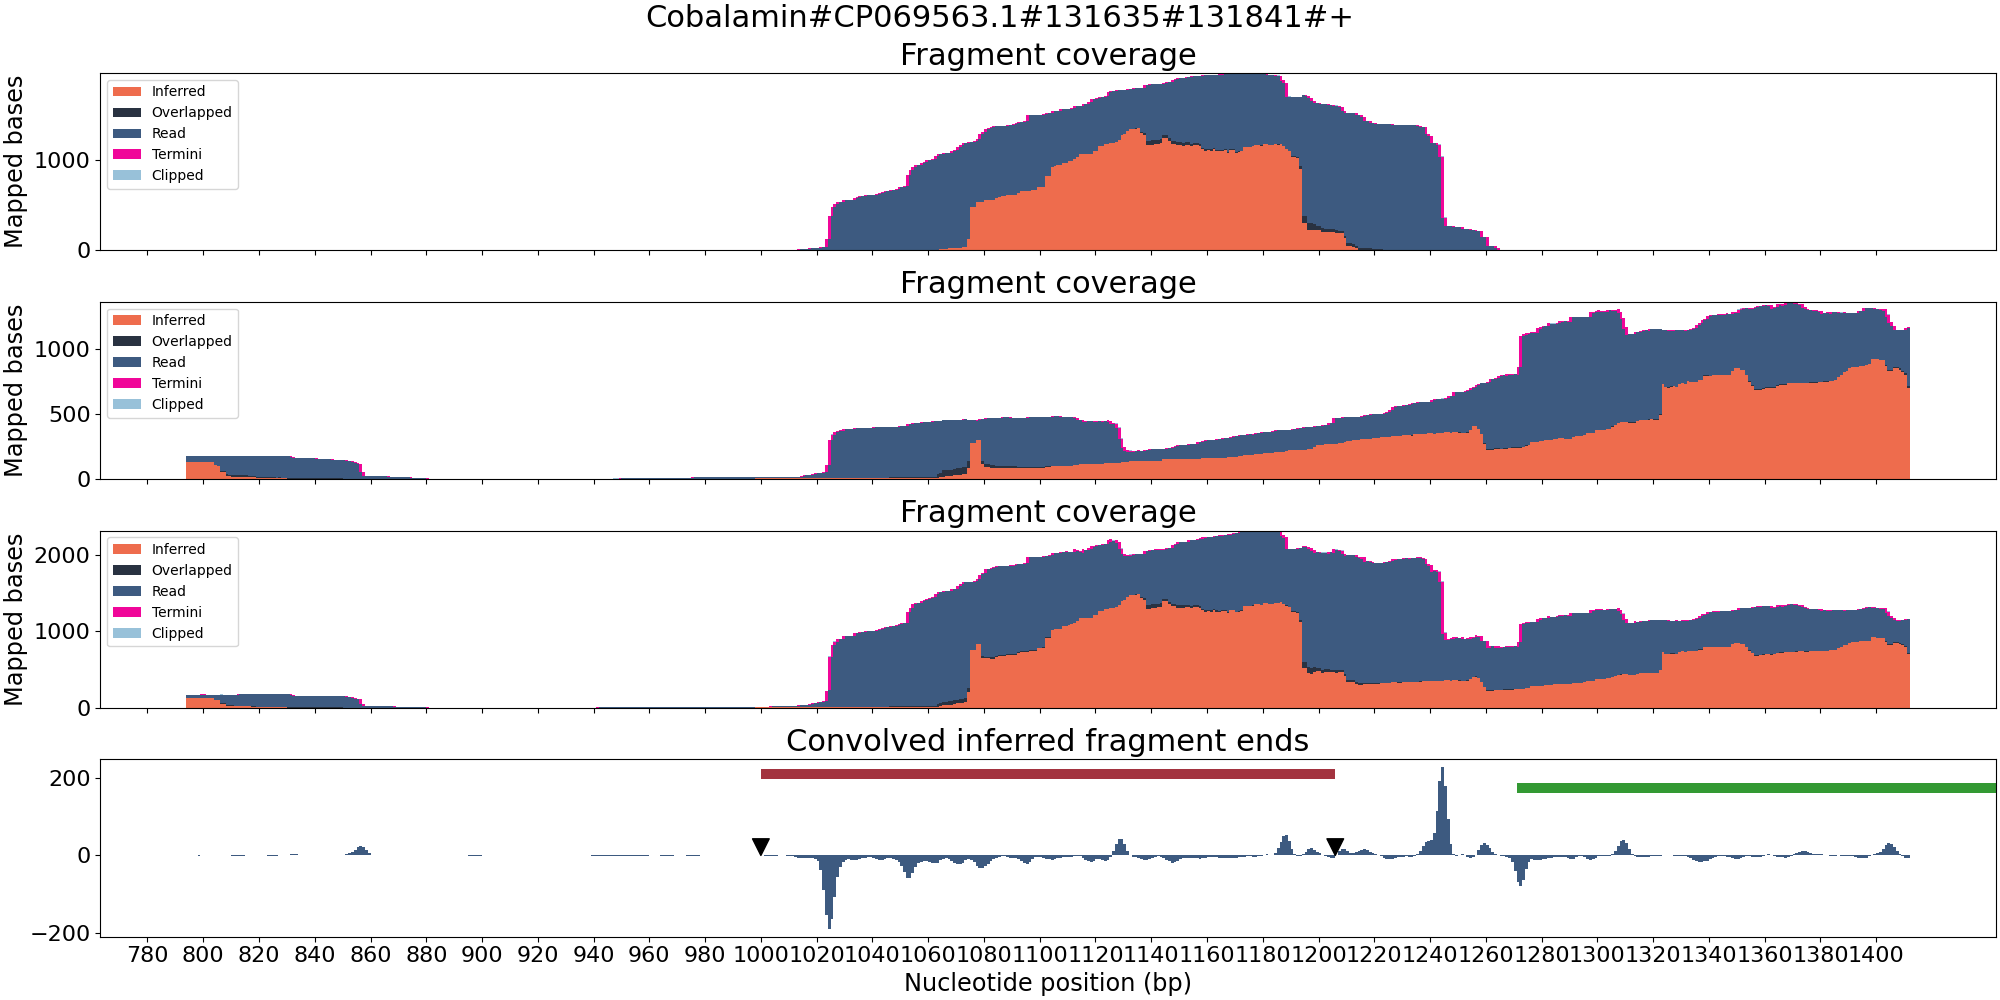 Cobalamin#CP069563.1#131635#131841#+
Fragment coverage
Mapped bases
1000
0
Inferred
Overlapped
Read
Termini
Clipped
Fragment coverage
Mapped bases
1000
500
0
Inferred
Overlapped
Read
Termini
Clipped
Fragment coverage
Mapped bases
2000
1000
0
Inferred
Overlapped
Read
Termini
Clipped
Convolved inferred fragment ends
200
0
−200
780 800 820 840 860 880 900 920 940 960 980 1000 1020 1040 1060 1080 1100 1120 1140 1160 1180 1200 1220 1240 1260 1280 1300 1320 1340 1360 1380 1400
Nucleotide position (bp)